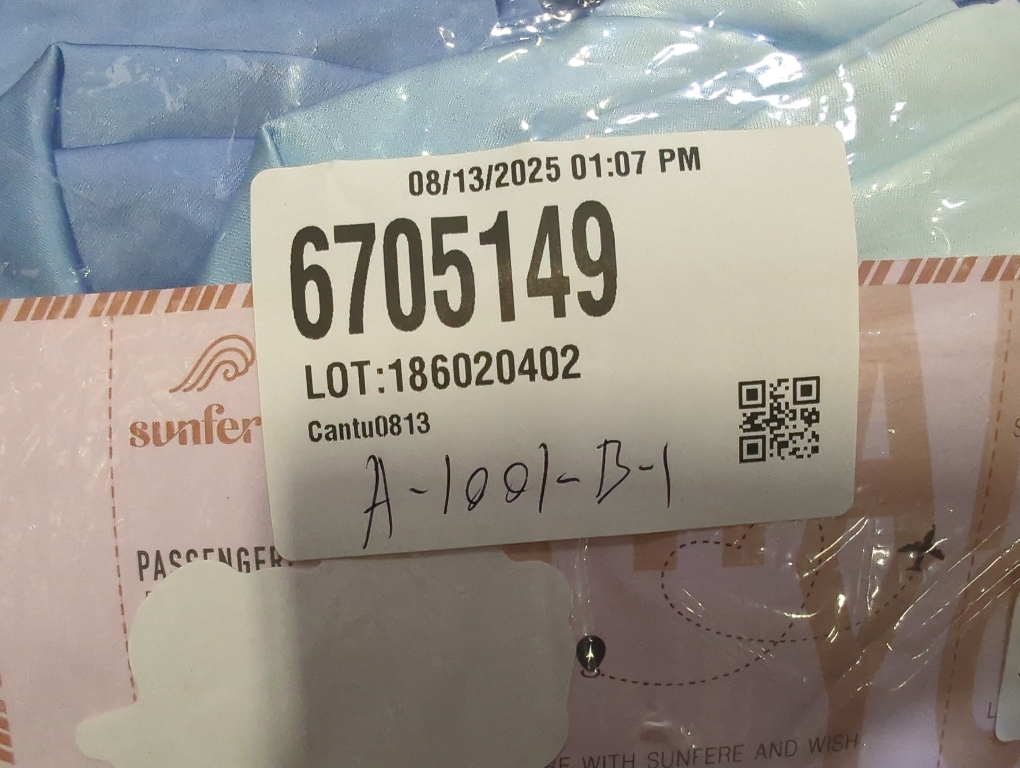 08/13/2025 01:07 PM
6705149
LOT:186020402
Cantu0813
A-1001-B-1
sunfer
PASSENGER
WITH SUNFERE AND WISH